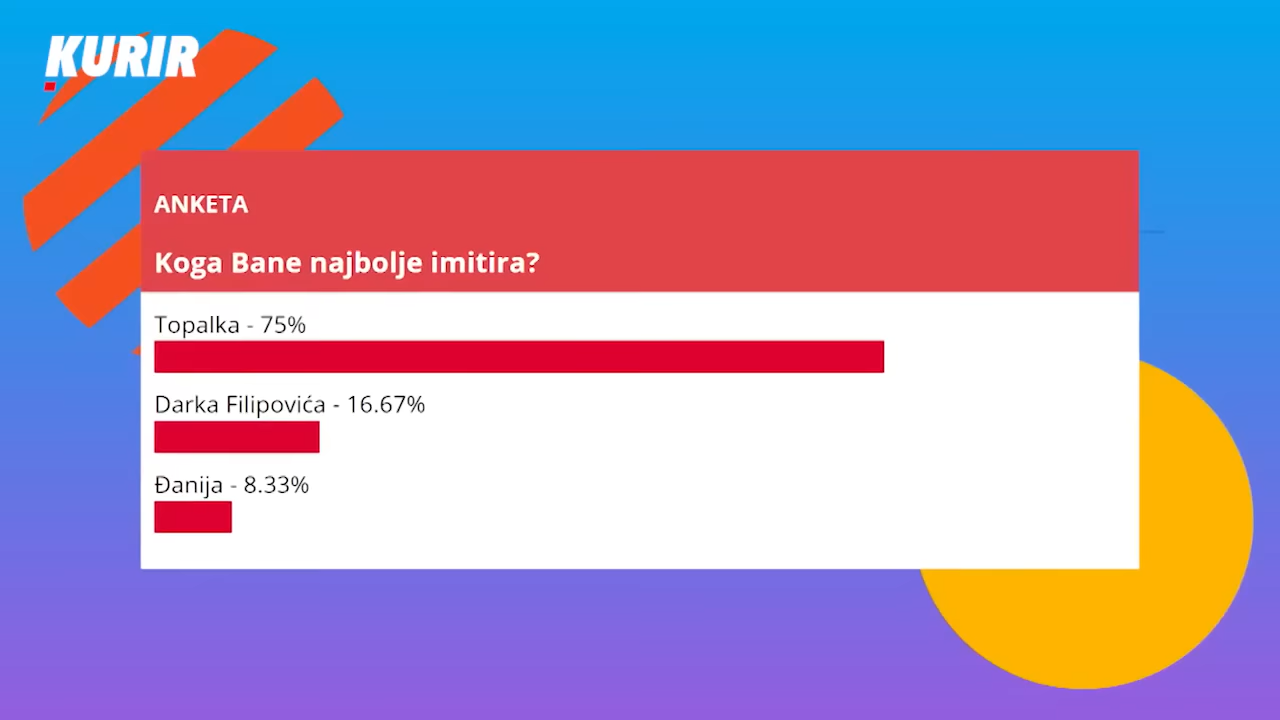 KURIR
ANKETA
Koga Bane najbolje imitira?
Topalka - 75%
Darka Filipovića - 16.67%
Đanija - 8.33%